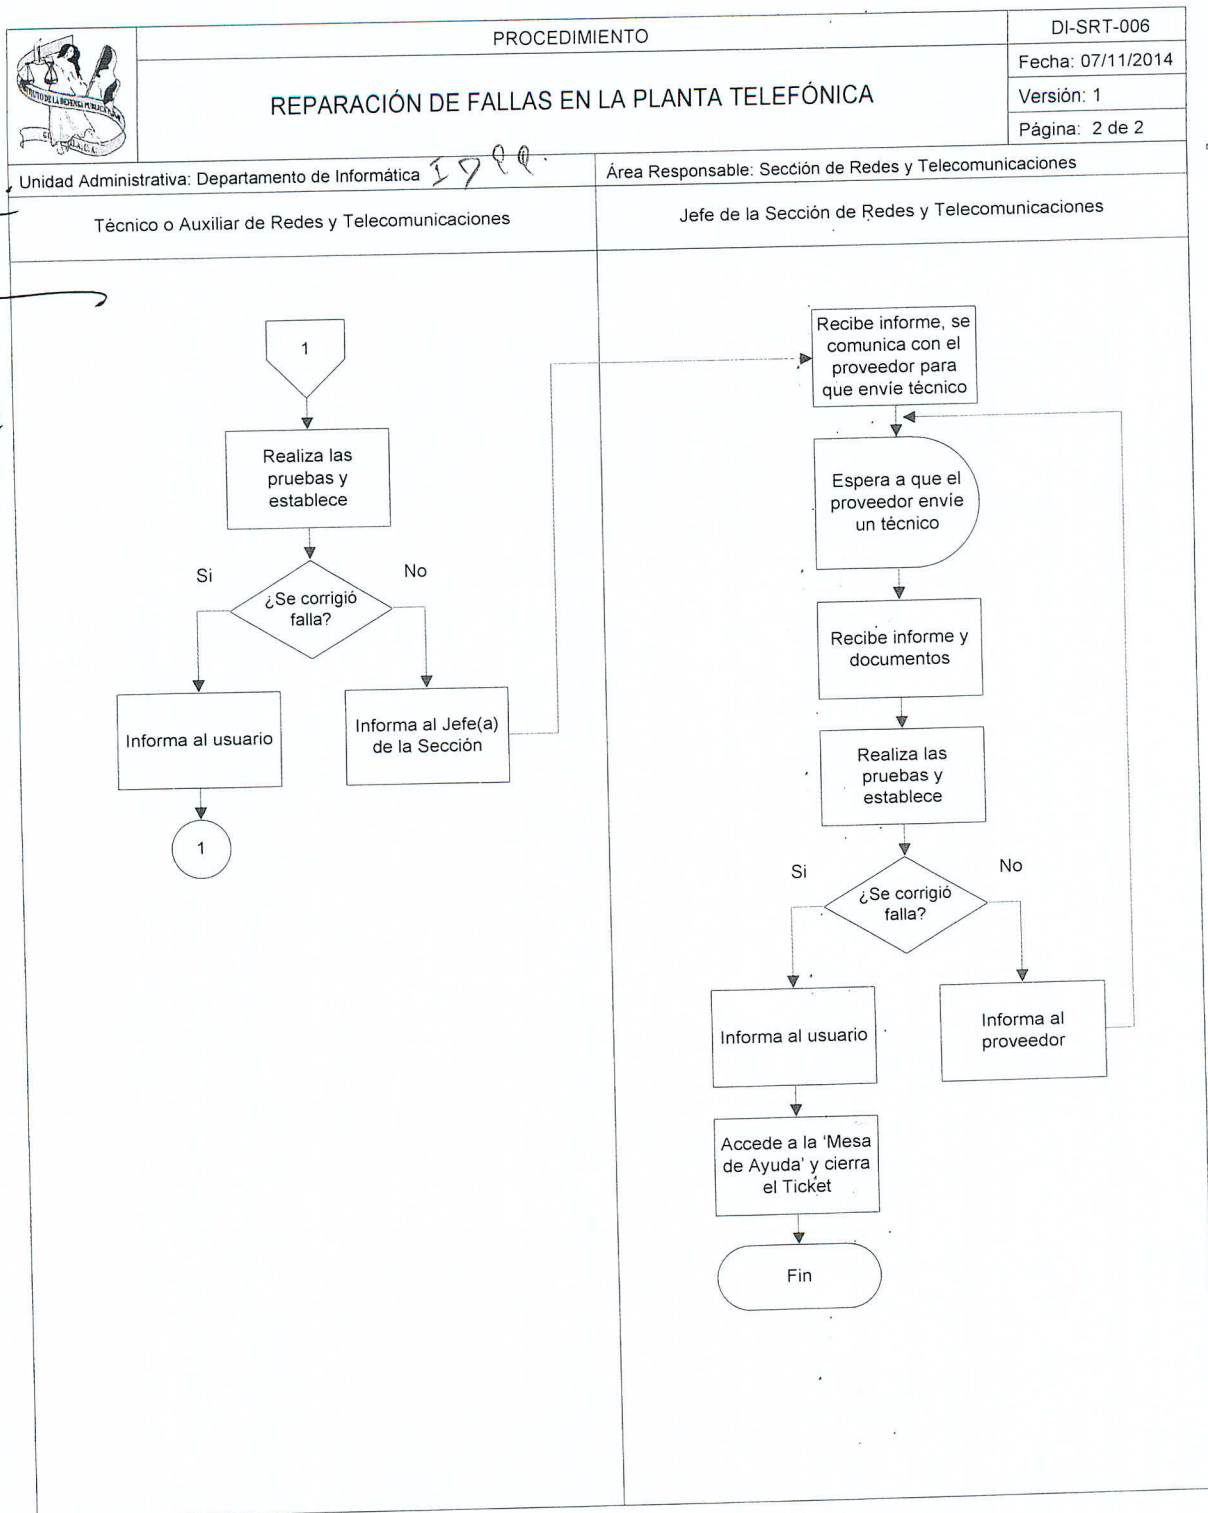 PROCEDIMIENTO
DI-SRT-006
REPARACIÓN DE FALLAS EN LA PLANTA TELEFÓNICA
Fecha: 07/11/2014
Versión: 1
Página: 2 de 2
Unidad Administrativa: Departamento de Informática
Área Responsable: Sección de Redes y Telecomunicaciones
Técnico o Auxiliar de Redes y Telecomunicaciones
Jefe de la Sección de Redes y Telecomunicaciones
1
Realiza las
pruebas y
establece
¿Se corrigió
falla?
Si
No
Informa al usuario
Informa al Jefe(a)
de la Sección
1
Recibe informe, se
comunica con el
proveedor para
que envíe técnico
Espera a que el
proveedor envíe
un técnico
Recibe informe y
documentos
Realiza las
pruebas y
establece
¿Se corrigió
falla?
Si
No
Informa al usuario
Informa al
proveedor
Accede a la 'Mesa
de Ayuda' y cierra
el Ticket
Fin